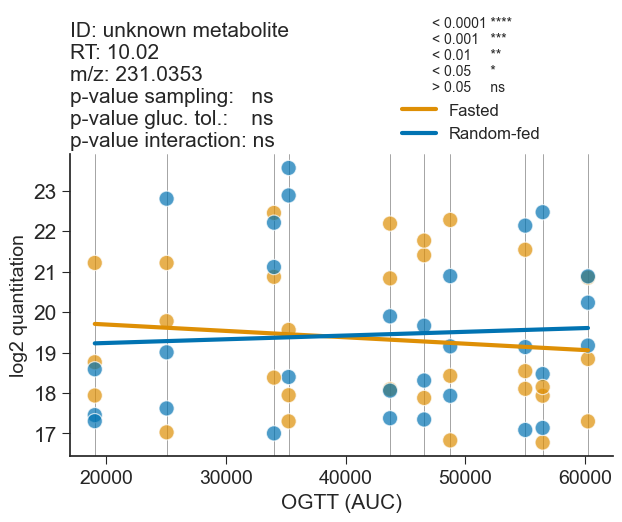 ID: unknown metabolite
RT: 10.02
m/z: 231.0353
p-value sampling: ns
p-value gluc. tol.: ns
p-value interaction: ns
< 0.0001 ****
< 0.001 ***
< 0.01 **
< 0.05 *
> 0.05 ns
Fasted
Random-fed
log2 quantitation
23
22
21
20
19
18
17
20000 30000 40000 50000 60000
OGTT (AUC)